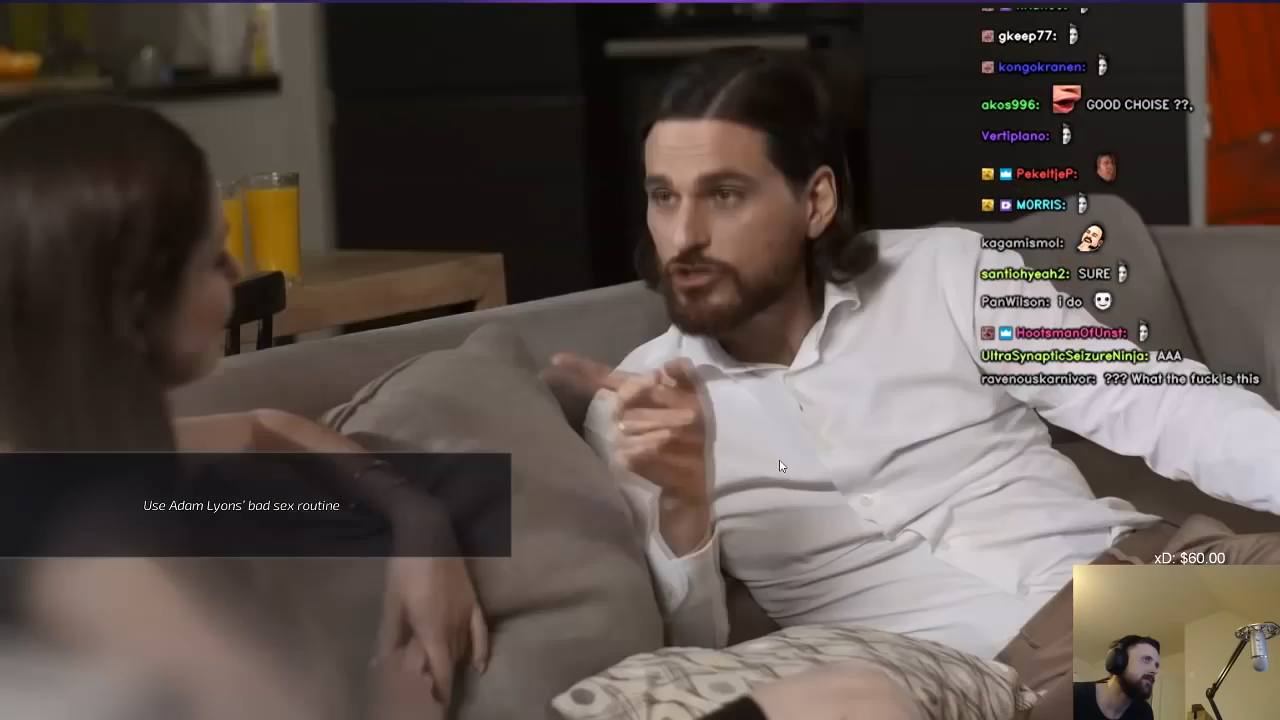 gkeep77:
kongokranen:
akos996: GOOD CHOISE ??,
Vertiplano:
PekeltjeP:
M0RRIS:
kagamismol:
santiohyeah2: SURE
PanWilson: i do
HootsmanOfUnst:
UltraSynapticSeizureNinja: AAA
ravenouskarnivor: ??? What the fuck is this
Use Adam Lyons' bad sex routine
xD: $60.00